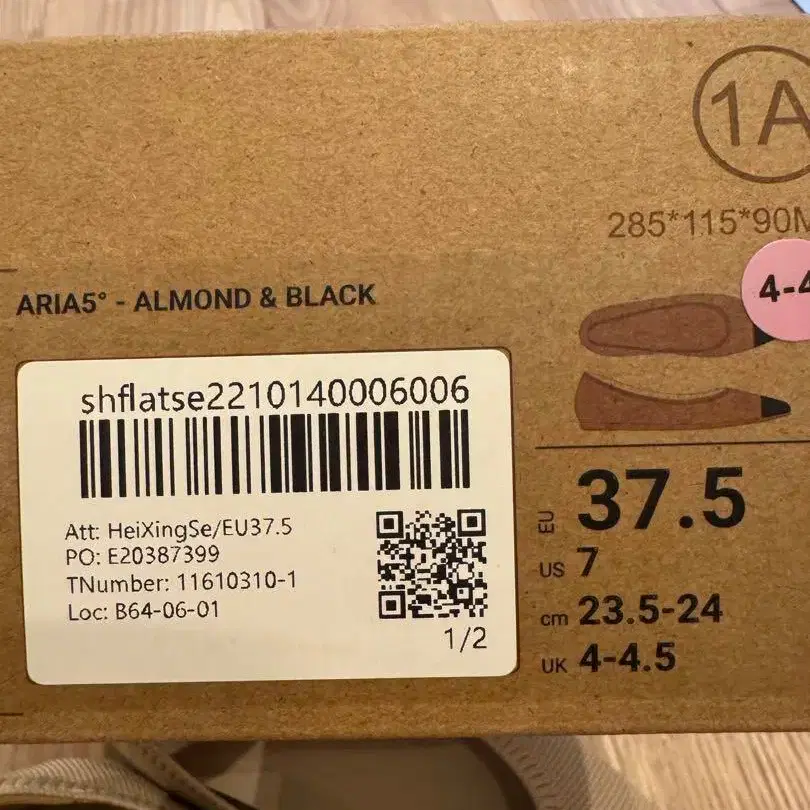 1A
285*115*90
ARIA5° - ALMOND & BLACK
4-4
shflatse2210140006006
Att: HeiXingSe/EU37.5
PO: E20387399
TNumber: 11610310-1
Loc: B64-06-01
1/2
EU 37.5
US 7
cm 23.5-24
UK 4-4.5